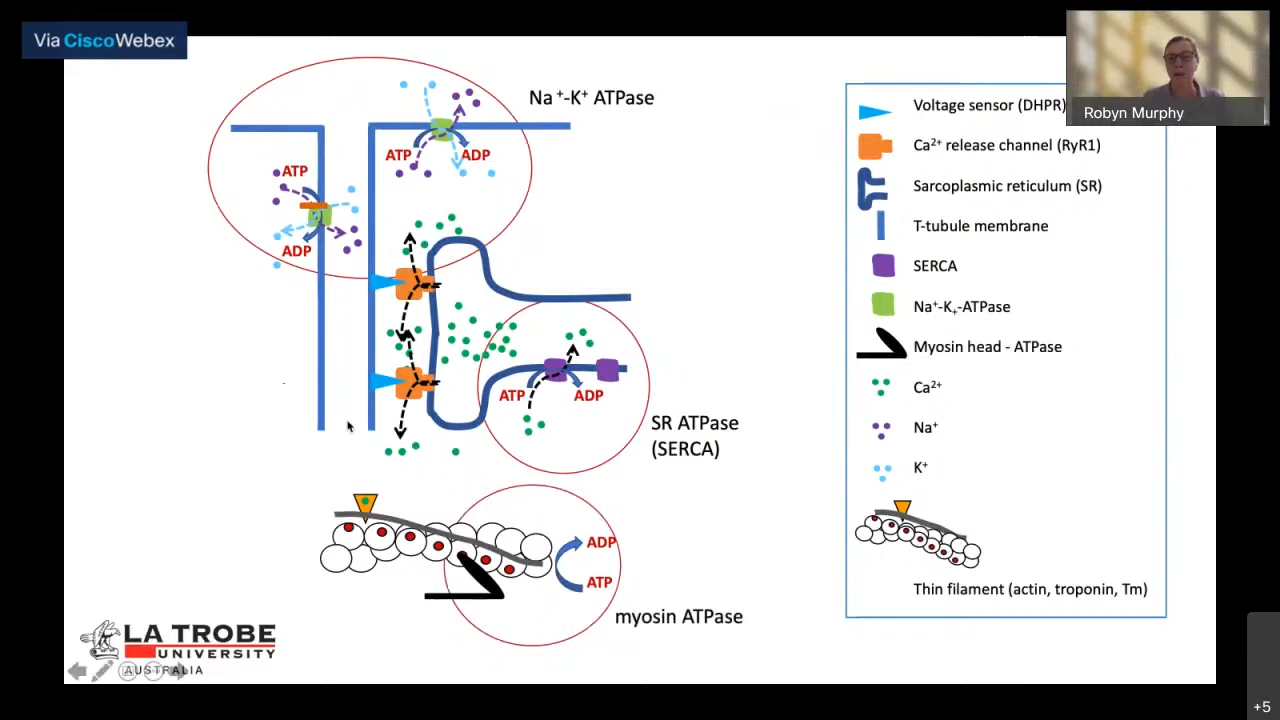 Via Cisco Webex
Robyn Murphy
Na⁺-K⁺ ATPase
ATP
ADP
ATP
ADP
ATP
ADP
SR ATPase
(SERCA)
ADP
ATP
myosin ATPase
Voltage sensor (DHPR)
Ca²⁺ release channel (RyR1)
Sarcoplasmic reticulum (SR)
T-tubule membrane
SERCA
Na⁺-K₊-ATPase
Myosin head - ATPase
Ca²⁺
Na⁺
K⁺
Thin filament (actin, troponin, Tm)
LA TROBE
UNIVERSITY
AUSTRALIA
+5